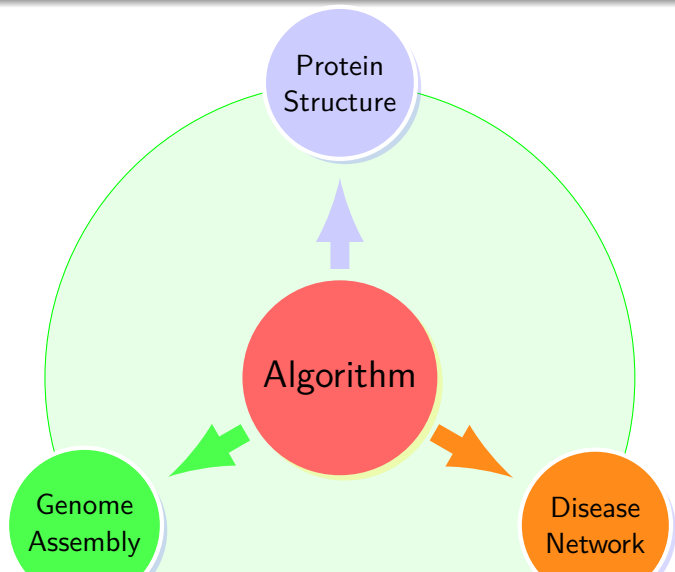 Protein
Structure
Algorithm
Genome
Assembly
Disease
Network